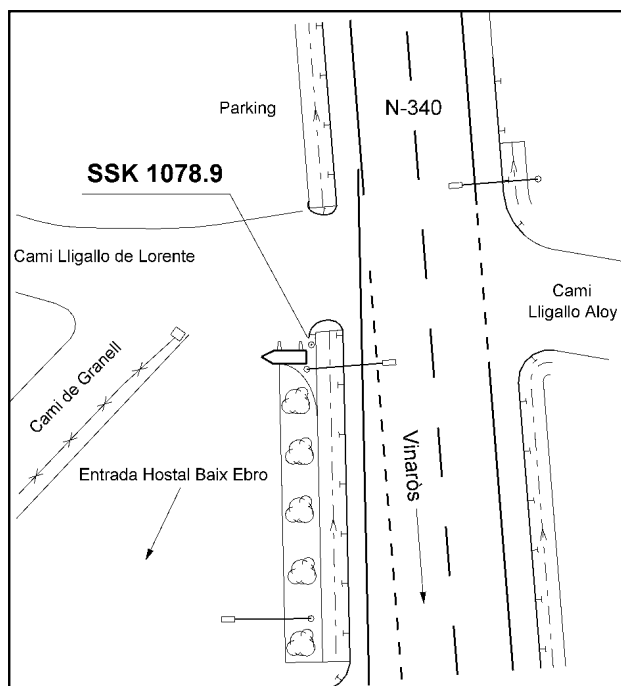 Parking
N-340
SSK 1078.9
Cami Lligallo de Lorente
Cami
Lligallo Aloy
Cami de Granell
Entrada Hostal Baix Ebro
Vinaròs